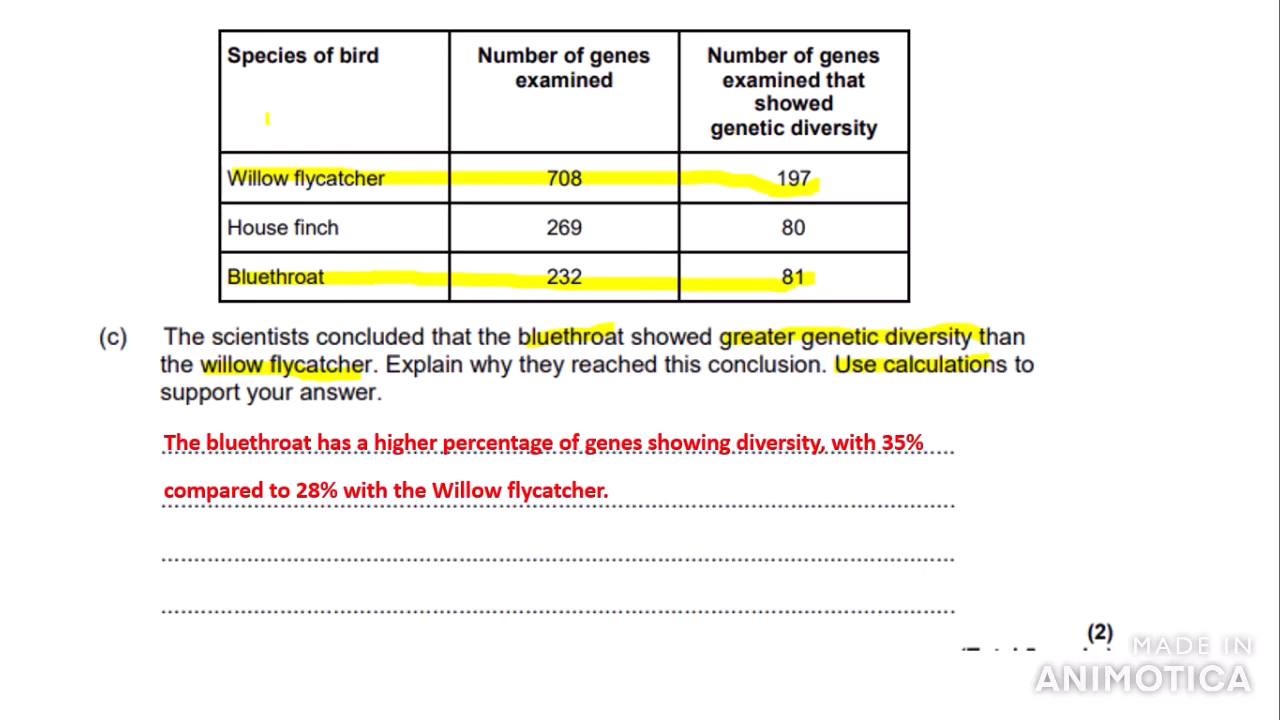 Species of bird
Number of genes
examined
Number of genes
examined that
showed
genetic diversity
Willow flycatcher 708 197
House finch 269 80
Bluethroat 232 81
(c) The scientists concluded that the bluethroat showed greater genetic diversity than
the willow flycatcher. Explain why they reached this conclusion. Use calculations to
support your answer.
The bluethroat has a higher percentage of genes showing diversity, with 35%
compared to 28% with the Willow flycatcher.
(2)
MADE IN
ANIMOTICA